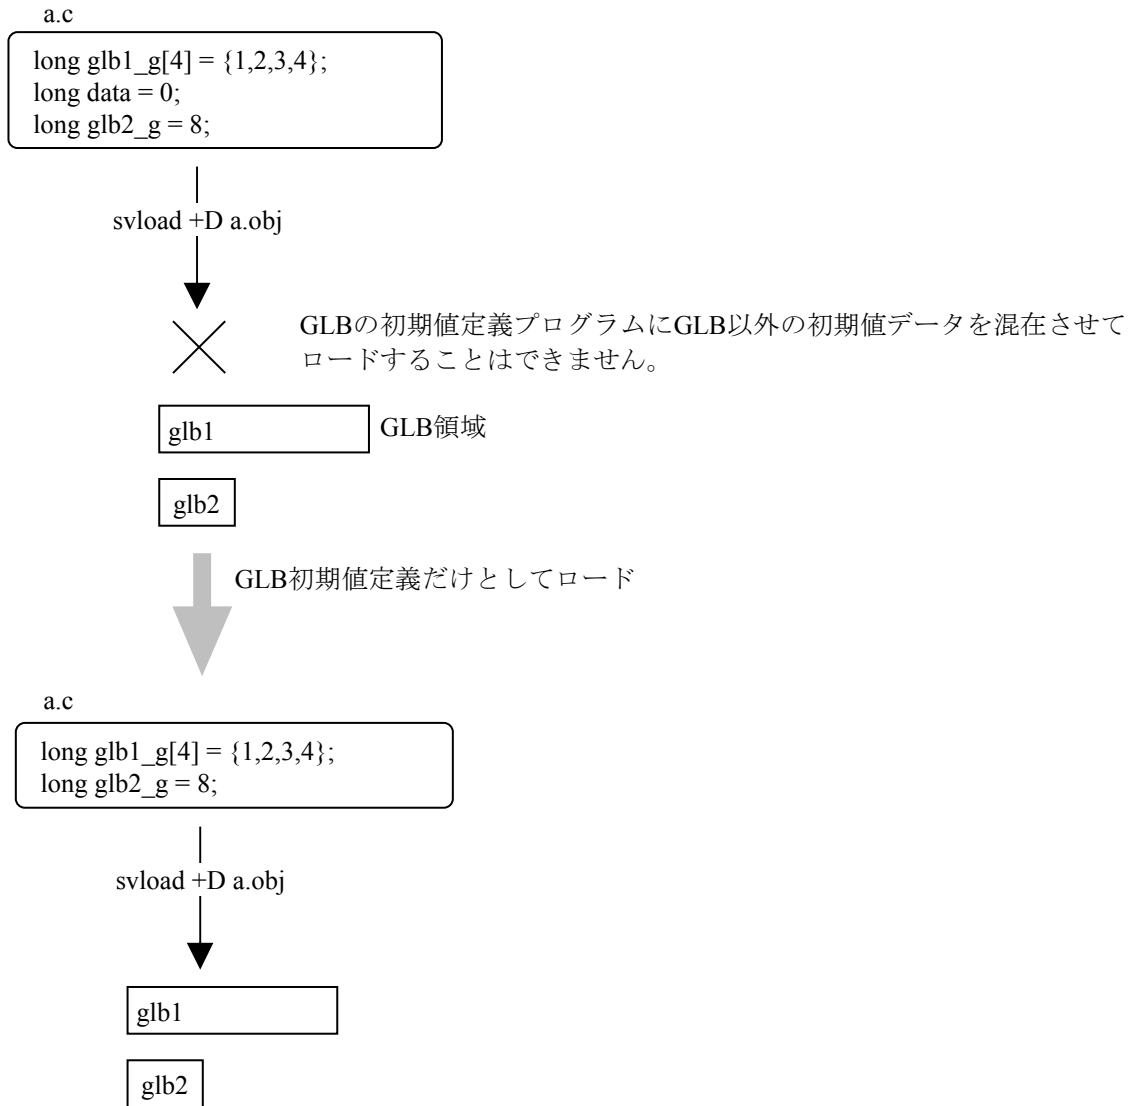 a.c
long glb1_g[4] = {1,2,3,4};
long data = 0;
long glb2_g = 8;
svload +D a.obj
GLBの初期値定義プログラムにGLB以外の初期値データを混在させて
ロードすることはできません。
glb1
GLB領域
glb2
GLB初期値定義だけとしてロード
a.c
long glb1_g[4] = {1,2,3,4};
long glb2_g = 8;
svload +D a.obj
glb1
glb2